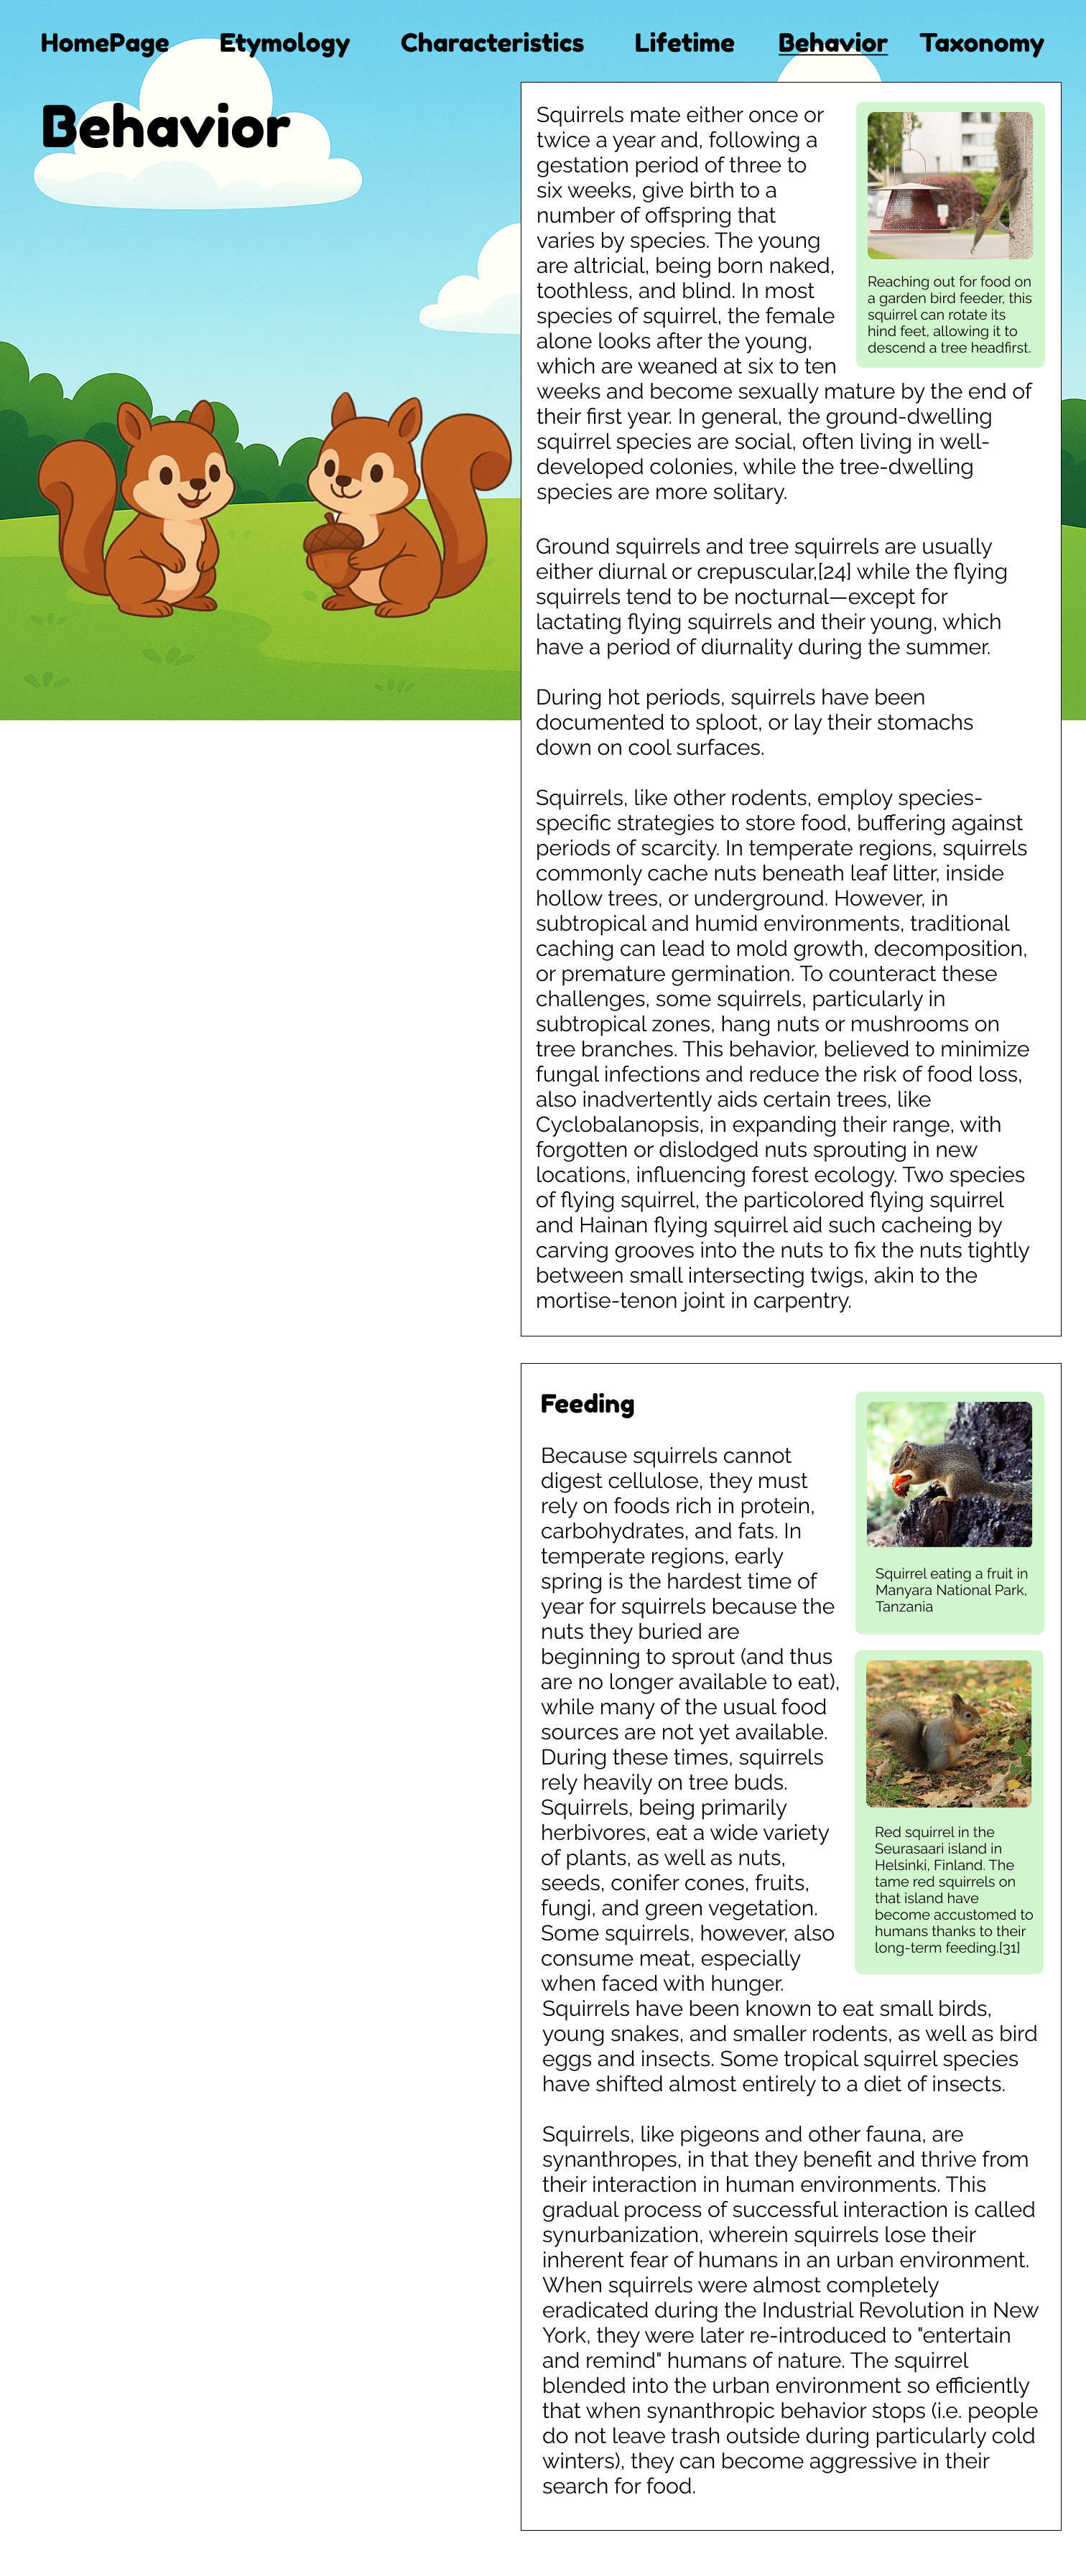 HomePage Etymology Characteristics Lifetime Behavior Taxonomy
Behavior
Squirrels mate either once or
twice a year and, following a
gestation period of three to
six weeks, give birth to a
number of offspring that
varies by species. The young
are altricial, being born naked,
toothless, and blind. In most
species of squirrel, the female
alone looks after the young,
which are weaned at six to ten
weeks and become sexually mature by the end of
their first year. In general, the ground-dwelling
squirrel species are social, often living in well-
developed colonies, while the tree-dwelling
species are more solitary.
Reaching out for food on
a garden bird feeder, this
squirrel can rotate its
hind feet, allowing it to
descend a tree headfirst.
Ground squirrels and tree squirrels are usually
either diurnal or crepuscular,[24] while the flying
squirrels tend to be nocturnal—except for
lactating flying squirrels and their young, which
have a period of diurnality during the summer.
During hot periods, squirrels have been
documented to sploot, or lay their stomachs
down on cool surfaces.
Squirrels, like other rodents, employ species-
specific strategies to store food, buffering against
periods of scarcity. In temperate regions, squirrels
commonly cache nuts beneath leaf litter, inside
hollow trees, or underground. However, in
subtropical and humid environments, traditional
caching can lead to mold growth, decomposition,
or premature germination. To counteract these
challenges, some squirrels, particularly in
subtropical zones, hang nuts or mushrooms on
tree branches. This behavior, believed to minimize
fungal infections and reduce the risk of food loss,
also inadvertently aids certain trees, like
Cyclobalanopsis, in expanding their range, with
forgotten or dislodged nuts sprouting in new
locations, influencing forest ecology. Two species
of flying squirrel, the particolored flying squirrel
and Hainan flying squirrel aid such cacheing by
carving grooves into the nuts to fix the nuts tightly
between small intersecting twigs, akin to the
mortise-tenon joint in carpentry.
Feeding
Because squirrels cannot
digest cellulose, they must
rely on foods rich in protein,
carbohydrates, and fats. In
temperate regions, early
spring is the hardest time of
year for squirrels because the
nuts they buried are
beginning to sprout (and thus
are no longer available to eat),
while many of the usual food
sources are not yet available.
During these times, squirrels
rely heavily on tree buds.
Squirrels, being primarily
herbivores, eat a wide variety
of plants, as well as nuts,
seeds, conifer cones, fruits,
fungi, and green vegetation.
Some squirrels, however, also
consume meat, especially
when faced with hunger.
Squirrels have been known to eat small birds,
young snakes, and smaller rodents, as well as bird
eggs and insects. Some tropical squirrel species
have shifted almost entirely to a diet of insects.
Squirrel eating a fruit in
Manyara National Park,
Tanzania
Red squirrel in the
Seurasaari island in
Helsinki, Finland. The
tame red squirrels on
that island have
become accustomed to
humans thanks to their
long-term feeding.[31]
Squirrels, like pigeons and other fauna, are
synanthropes, in that they benefit and thrive from
their interaction in human environments. This
gradual process of successful interaction is called
synurbanization, wherein squirrels lose their
inherent fear of humans in an urban environment.
When squirrels were almost completely
eradicated during the Industrial Revolution in New
York, they were later re-introduced to "entertain
and remind" humans of nature. The squirrel
blended into the urban environment so efficiently
that when synanthropic behavior stops (i.e. people
do not leave trash outside during particularly cold
winters), they can become aggressive in their
search for food.